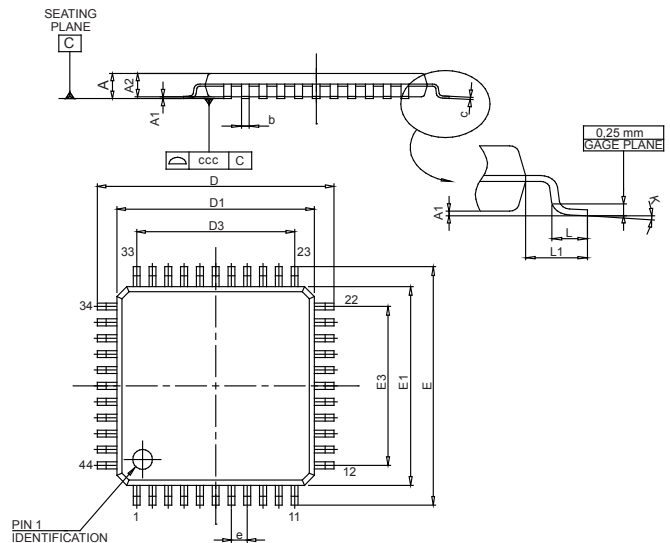 SEATING
PLANE
C
A
A2
A1
b
c
ccc C
0,25 mm
GAGE PLANE
A1
K
L
L1
D
D1
D3
33
23
34
22
E3
E1
E
44
12
PIN 1
IDENTIFICATION
1
e
11